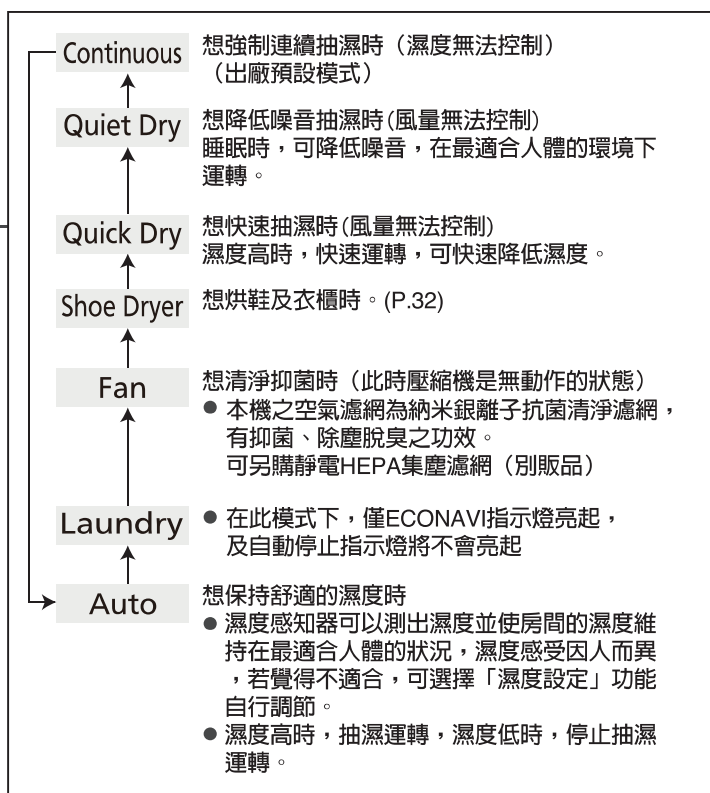 Continuous 想強制連續抽濕時（濕度無法控制）
（出廠預設模式）
Quiet Dry 想降低噪音抽濕時(風量無法控制)
睡眠時，可降低噪音，在最適合人體的環境下
運轉。
Quick Dry 想快速抽濕時(風量無法控制)
濕度高時，快速運轉，可快速降低濕度。
Shoe Dryer 想烘鞋及衣櫃時。(P.32)
Fan 想清淨抑菌時（此時壓縮機是無動作的狀態）
● 本機之空氣濾網為納米銀離子抗菌清淨濾網，
有抑菌、除塵脫臭之功效。
可另購靜電HEPA集塵濾網（別販品）
Laundry ● 在此模式下，僅ECONAVI指示燈亮起，
及自動停止指示燈將不會亮起
Auto 想保持舒適的濕度時
● 濕度感知器可以測出濕度並使房間的濕度維
持在最適合人體的狀況，濕度感受因人而異
，若覺得不適合，可選擇「濕度設定」功能
自行調節。
● 濕度高時，抽濕運轉，濕度低時，停止抽濕
運轉。